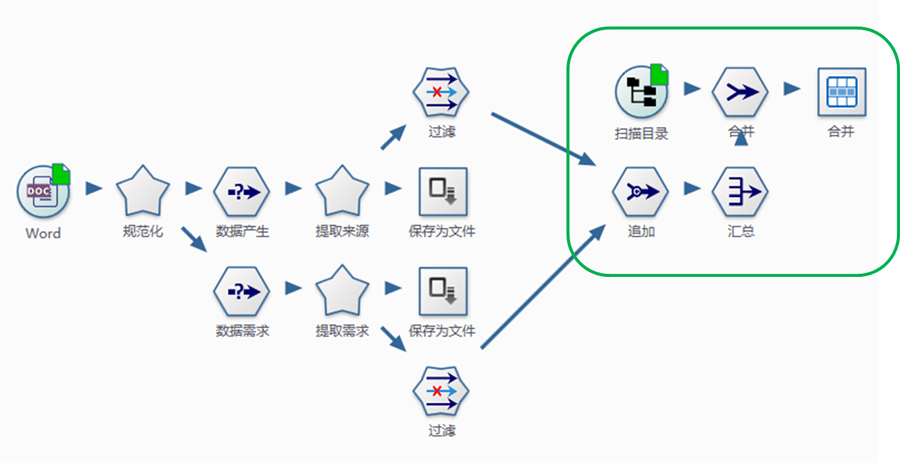 过滤
扫描目录
合并
合并
DOC
Word
规范化
数据产生
提取来源
保存为文件
追加
汇总
数据需求
提取需求
保存为文件
过滤